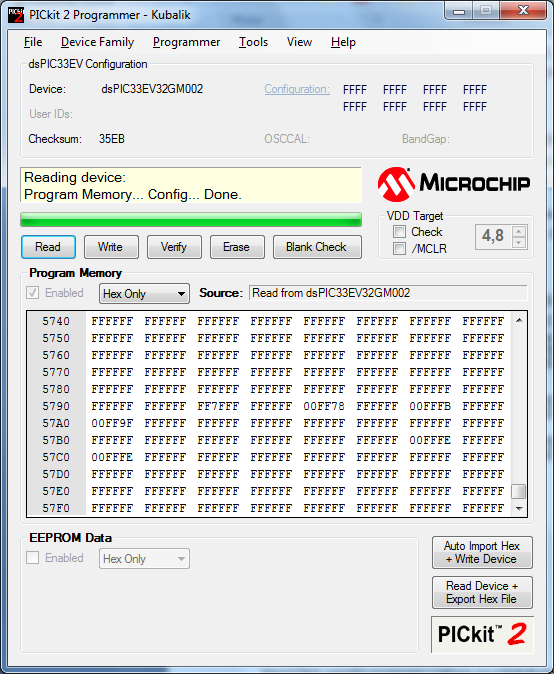 PICkit 2 Programmer - Kubalik
File Device Family Programmer Tools View Help
dsPIC33EV Configuration
Device: dsPIC33EV32GM002 Configuration: FFFF FFFF FFFF FFFF
FFFF FFFF FFFF FFFF
User IDs:
Checksum: 35EB OSCCAL: BandGap:
Reading device:
Program Memory... Config... Done.
MICROCHIP
VDD Target
Check
/MCLR
4,8
Read Write Verify Erase Blank Check
Program Memory
Enabled Hex Only Source: Read from dsPIC33EV32GM002
5740 FFFFFF FFFFFF FFFFFF FFFFFF FFFFFF FFFFFF FFFFFF FFFFFF
5750 FFFFFF FFFFFF FFFFFF FFFFFF FFFFFF FFFFFF FFFFFF FFFFFF
5760 FFFFFF FFFFFF FFFFFF FFFFFF FFFFFF FFFFFF FFFFFF FFFFFF
5770 FFFFFF FFFFFF FFFFFF FFFFFF FFFFFF FFFFFF FFFFFF FFFFFF
5780 FFFFFF FFFFFF FFFFFF FFFFFF FFFFFF FFFFFF FFFFFF FFFFFF
5790 FFFFFF FFFFFF FF7FFF FFFFFF 00FF78 FFFFFF 00FFFB FFFFFF
57A0 00FF9F FFFFFF FFFFFF FFFFFF FFFFFF FFFFFF FFFFFF FFFFFF
57B0 FFFFFF FFFFFF FFFFFF FFFFFF FFFFFF FFFFFF 00FFFE FFFFFF
57C0 00FFFE FFFFFF FFFFFF FFFFFF FFFFFF FFFFFF FFFFFF FFFFFF
57D0 FFFFFF FFFFFF FFFFFF FFFFFF FFFFFF FFFFFF FFFFFF FFFFFF
57E0 FFFFFF FFFFFF FFFFFF FFFFFF FFFFFF FFFFFF FFFFFF FFFFFF
57F0 FFFFFF FFFFFF FFFFFF FFFFFF FFFFFF FFFFFF FFFFFF FFFFFF
EEPROM Data
Enabled Hex Only
Auto Import Hex
+ Write Device
Read Device +
Export Hex File
PICkit™ 2